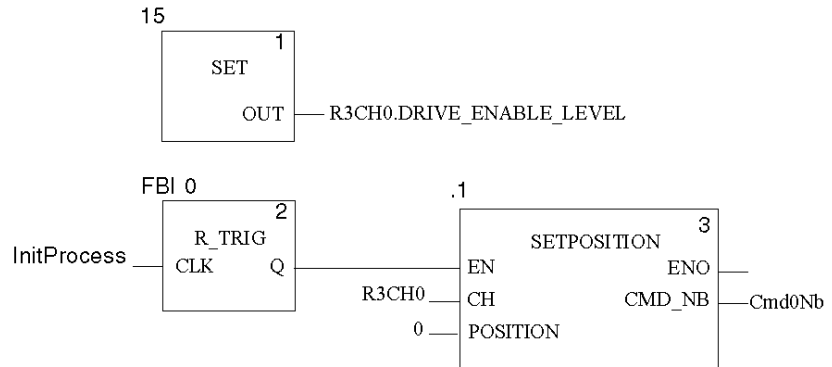 15
1
SET
OUT
R3CH0.DRIVE_ENABLE_LEVEL
FBI 0
.1
2
3
R_TRIG
SETPOSITION
InitProcess
CLK
Q
EN
ENO
R3CH0
CH
CMD_NB
Cmd0Nb
0
POSITION